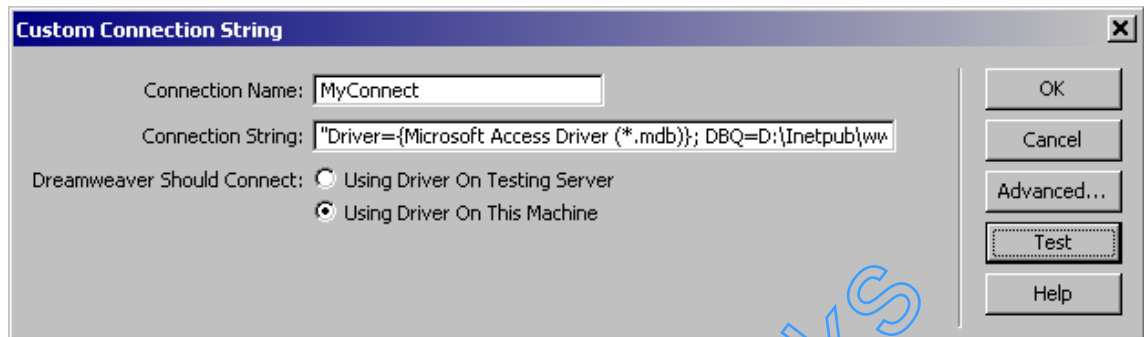 Custom Connection String
Connection Name: MyConnect
Connection String: "Driver={Microsoft Access Driver (*.mdb)}; DBQ=D:\Inetpub\ww
Dreamweaver Should Connect: Using Driver On Testing Server
Using Driver On This Machine
OK
Cancel
Advanced...
Test
Help